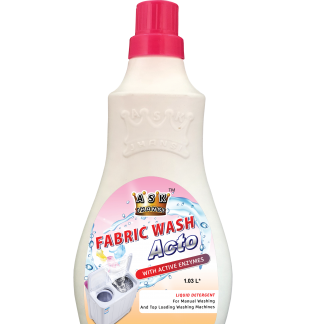 ASK
™
FABRIC WASH
Acto
WITH ACTIVE ENZYMES
1.03 L*
LIQUID DETERGENT
For Manual Washing
And Top Loading Washing Machines